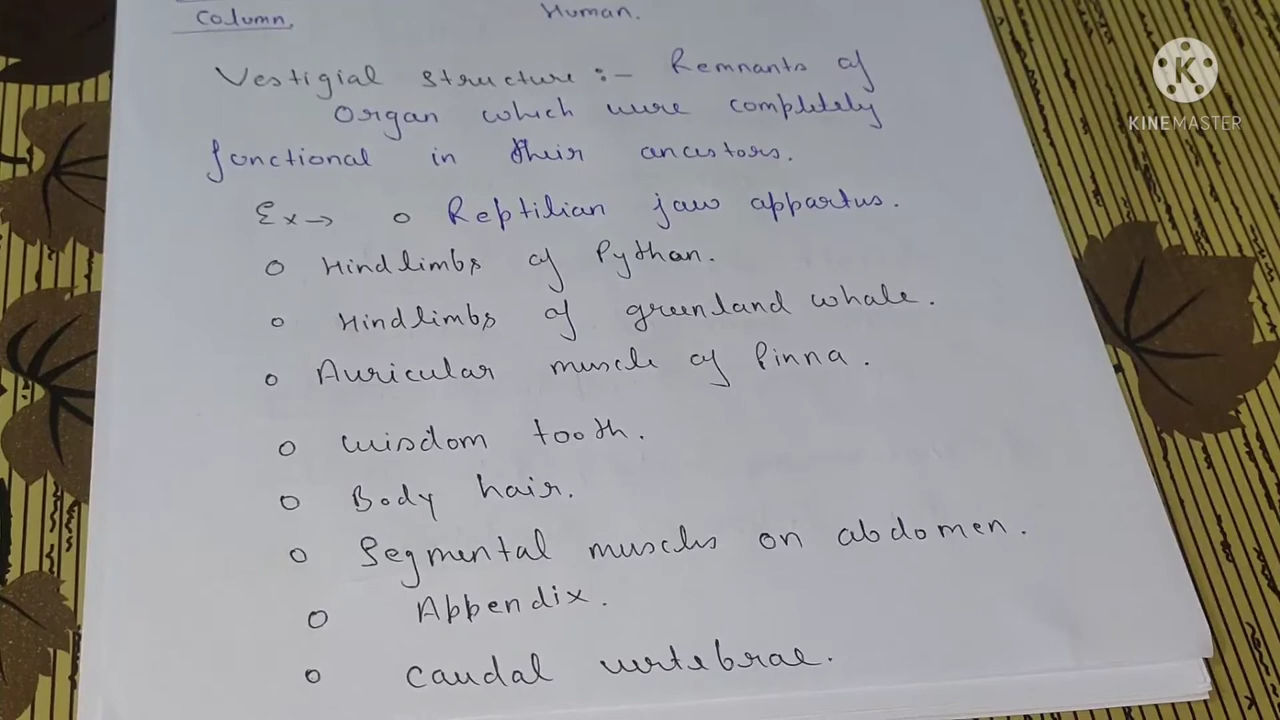 Column.
Human.
Vestigial structure :- Remnants of
Organ which were completely
functional in their ancestors.
Ex→ o Reptilian jaw appartus.
o Hindlimbs of Python.
o Hindlimbs of greenland whale.
o Auricular muscle of Pinna.
o wisdom tooth.
o Body hair.
o Segmental muscles on abdomen.
o Appendix.
o caudal vertebrae.
KINEMASTER